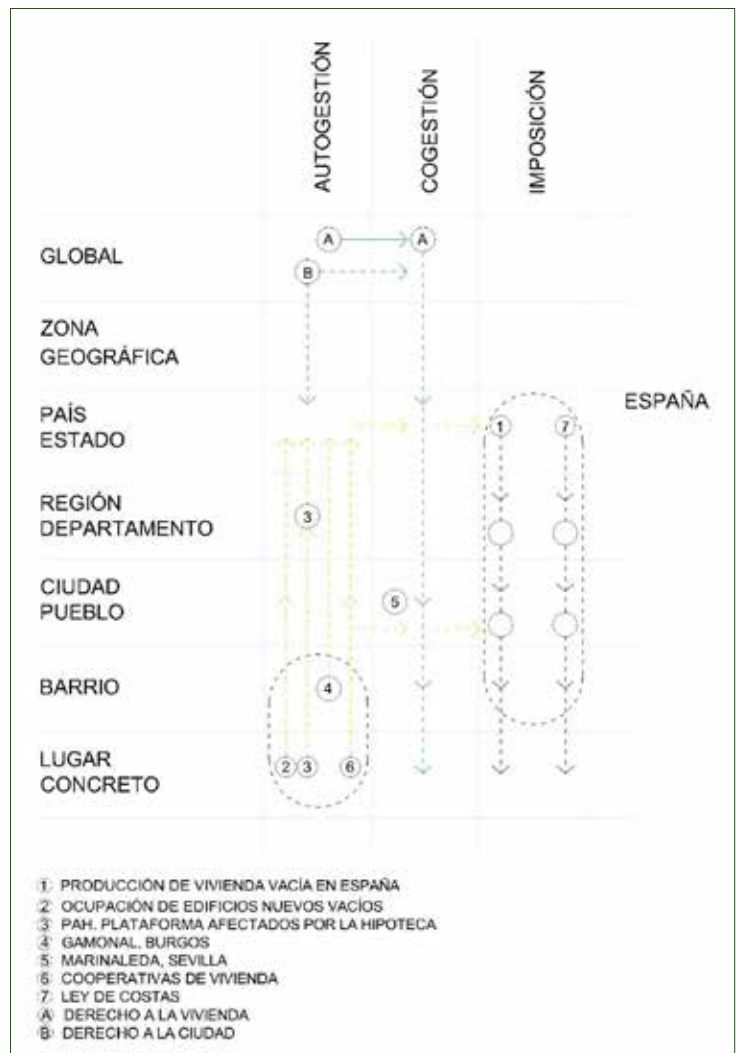 AUTOGESTIÓN
COGESTIÓN
IMPOSICIÓN
GLOBAL
A
A
B
ZONA
GEOGRÁFICA
ESPAÑA
PAÍS
ESTADO
1
7
REGIÓN
DEPARTAMENTO
3
CIUDAD
PUEBLO
5
BARRIO
4
LUGAR
CONCRETO
2
3
6
1 PRODUCCIÓN DE VIVIENDA VACÍA EN ESPAÑA
2 OCUPACIÓN DE EDIFICIOS NUEVOS VACÍOS
3 PAH. PLATAFORMA AFECTADOS POR LA HIPOTECA
4 GAMONAL, BURGOS
5 MARINALEDA, SEVILLA
6 COOPERATIVAS DE VIVIENDA
7 LEY DE COSTAS
A DERECHO A LA VIVIENDA
B DERECHO A LA CIUDAD